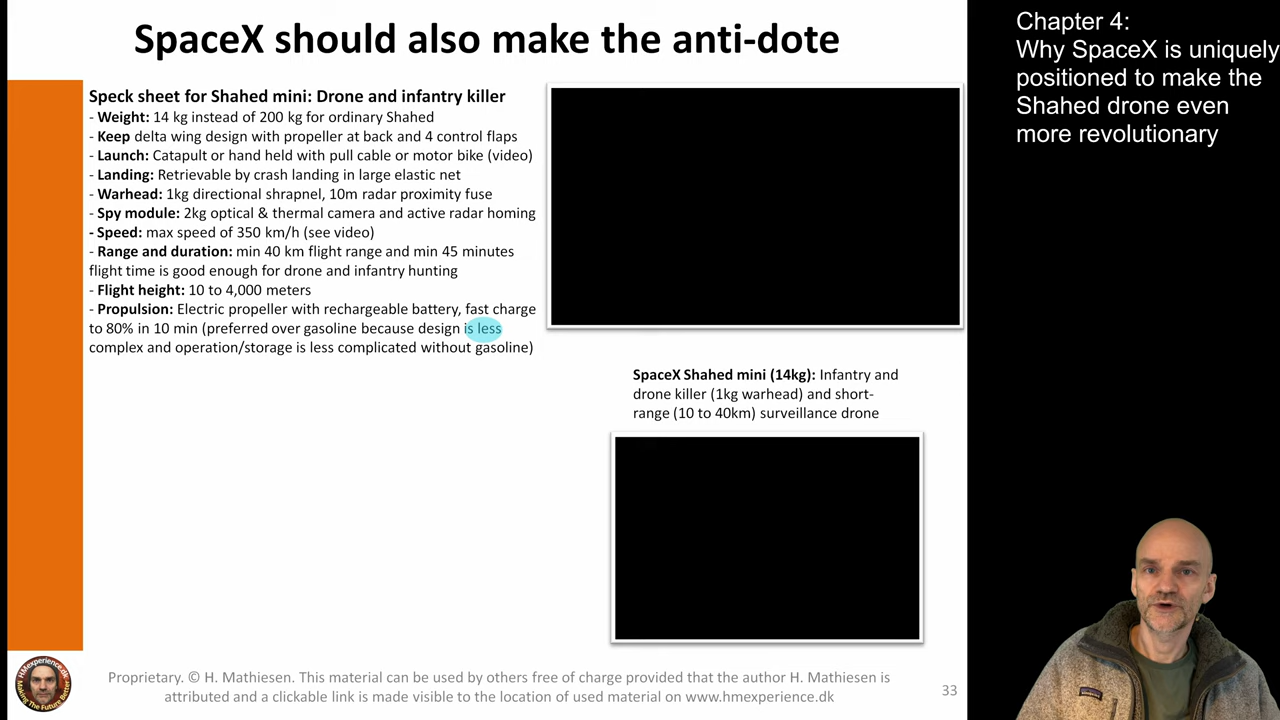 SpaceX should also make the anti-dote
Speck sheet for Shahed mini: Drone and infantry killer
- Weight: 14 kg instead of 200 kg for ordinary Shahed
- Keep delta wing design with propeller at back and 4 control flaps
- Launch: Catapult or hand held with pull cable or motor bike (video)
- Landing: Retrievable by crash landing in large elastic net
- Warhead: 1kg directional shrapnel, 10m radar proximity fuse
- Spy module: 2kg optical & thermal camera and active radar homing
- Speed: max speed of 350 km/h (see video)
- Range and duration: min 40 km flight range and min 45 minutes
flight time is good enough for drone and infantry hunting
- Flight height: 10 to 4,000 meters
- Propulsion: Electric propeller with rechargeable battery, fast charge
to 80% in 10 min (preferred over gasoline because design is less
complex and operation/storage is less complicated without gasoline)
SpaceX Shahed mini (14kg): Infantry and
drone killer (1kg warhead) and short-
range (10 to 40km) surveillance drone
Chapter 4:
Why SpaceX is uniquely
positioned to make the
Shahed drone even
more revolutionary
HMexperience.dk
Making The Future Better
Proprietary. © H. Mathiesen. This material can be used by others free of charge provided that the author H. Mathiesen is
attributed and a clickable link is made visible to the location of used material on www.hmexperience.dk
33